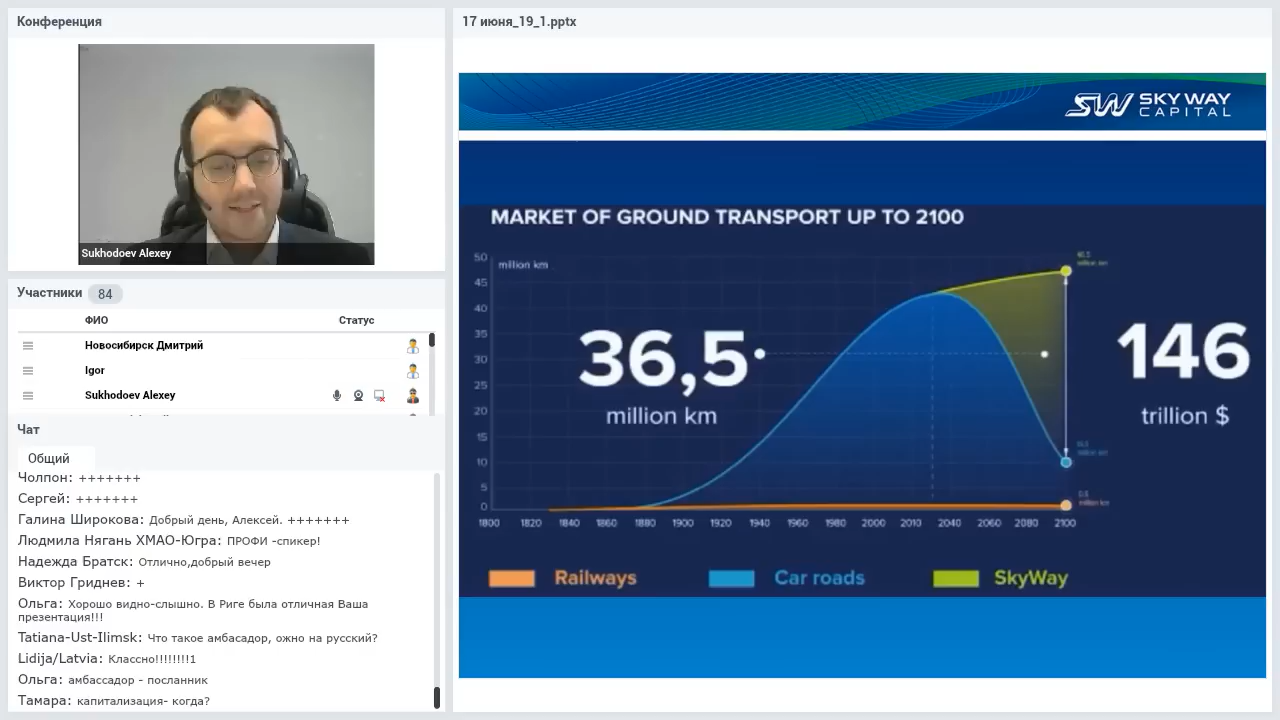 Конференция
Sukhodoev Alexey
Участники 84
ФИО Статус
Новосибирск Дмитрий
Igor
Sukhodoev Alexey
Чат
Общий
Чолпон: +++++++
Сергей: +++++++
Галина Широкова: Добрый день, Алексей. +++++++
Людмила Нягань ХМАО-Югра: ПРОФИ -спикер!
Надежда Братск: Отлично,добрый вечер
Виктор Гриднев: +
Ольга: Хорошо видно-слышно. В Риге была отличная Ваша
презентация!!!
Tatiana-Ust-Ilimsk: Что такое амбасадор, ожно на русский?
Lidija/Latvia: Классно!!!!!!!!1
Ольга: амбассадор - посланник
Тамара: капитализация- когда?
17 июня_19_1.pptx
SW SKY WAY
CAPITAL
MARKET OF GROUND TRANSPORT UP TO 2100
50
million km
45
40
35
30
25
20
15
10
5
0
36,5
million km
146
trillion $
million km
1800 1820 1840 1860 1880 1900 1920 1940 1960 1980 2000 2010 2040 2060 2080 2100
Railways Car roads SkyWay